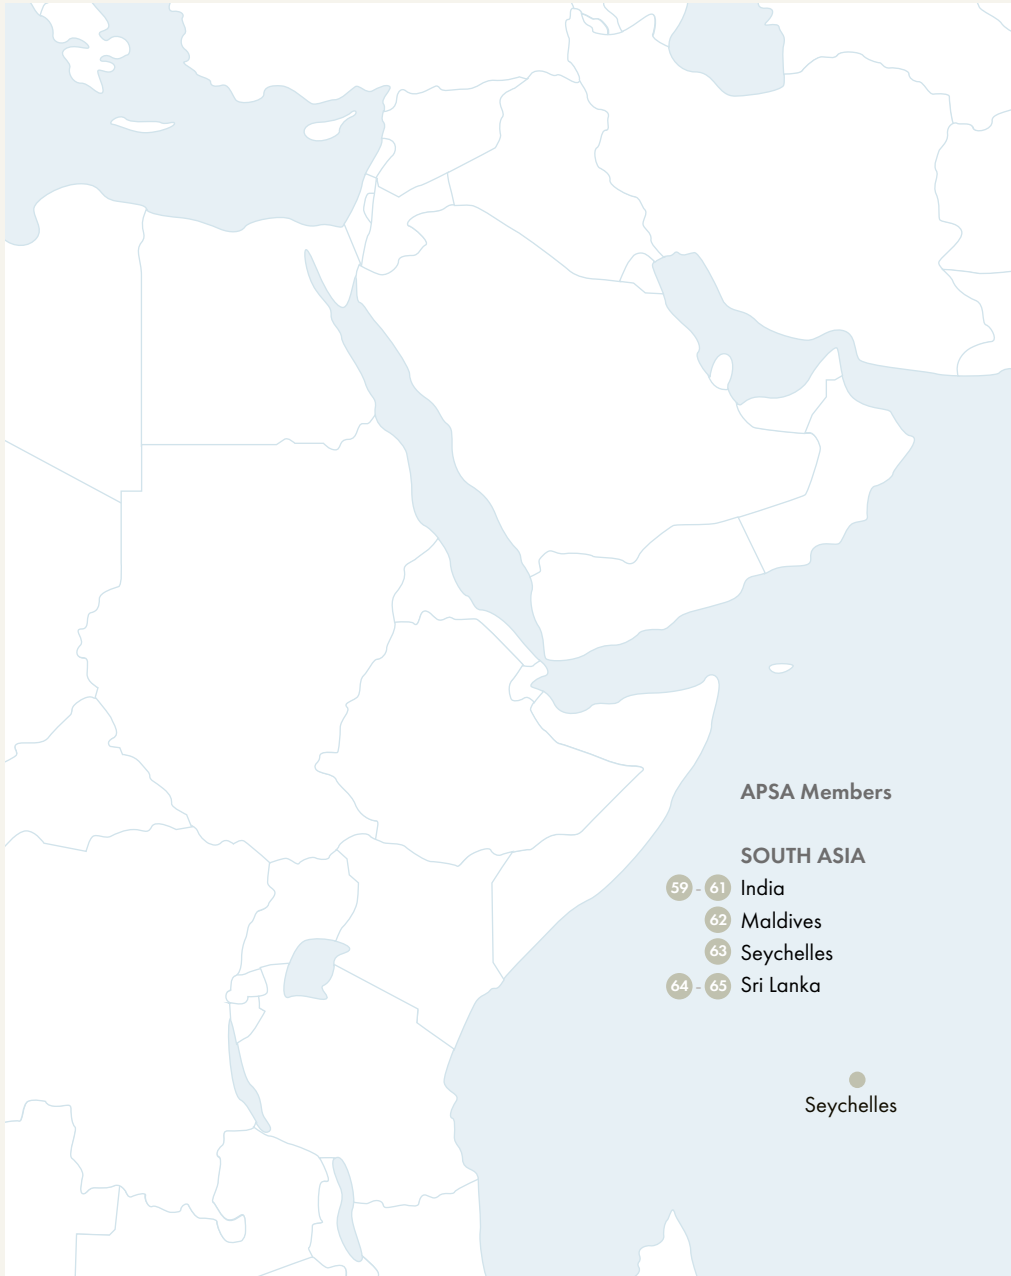 APSA Members
SOUTH ASIA
59 - 61 India
62 Maldives
63 Seychelles
64 - 65 Sri Lanka
Seychelles